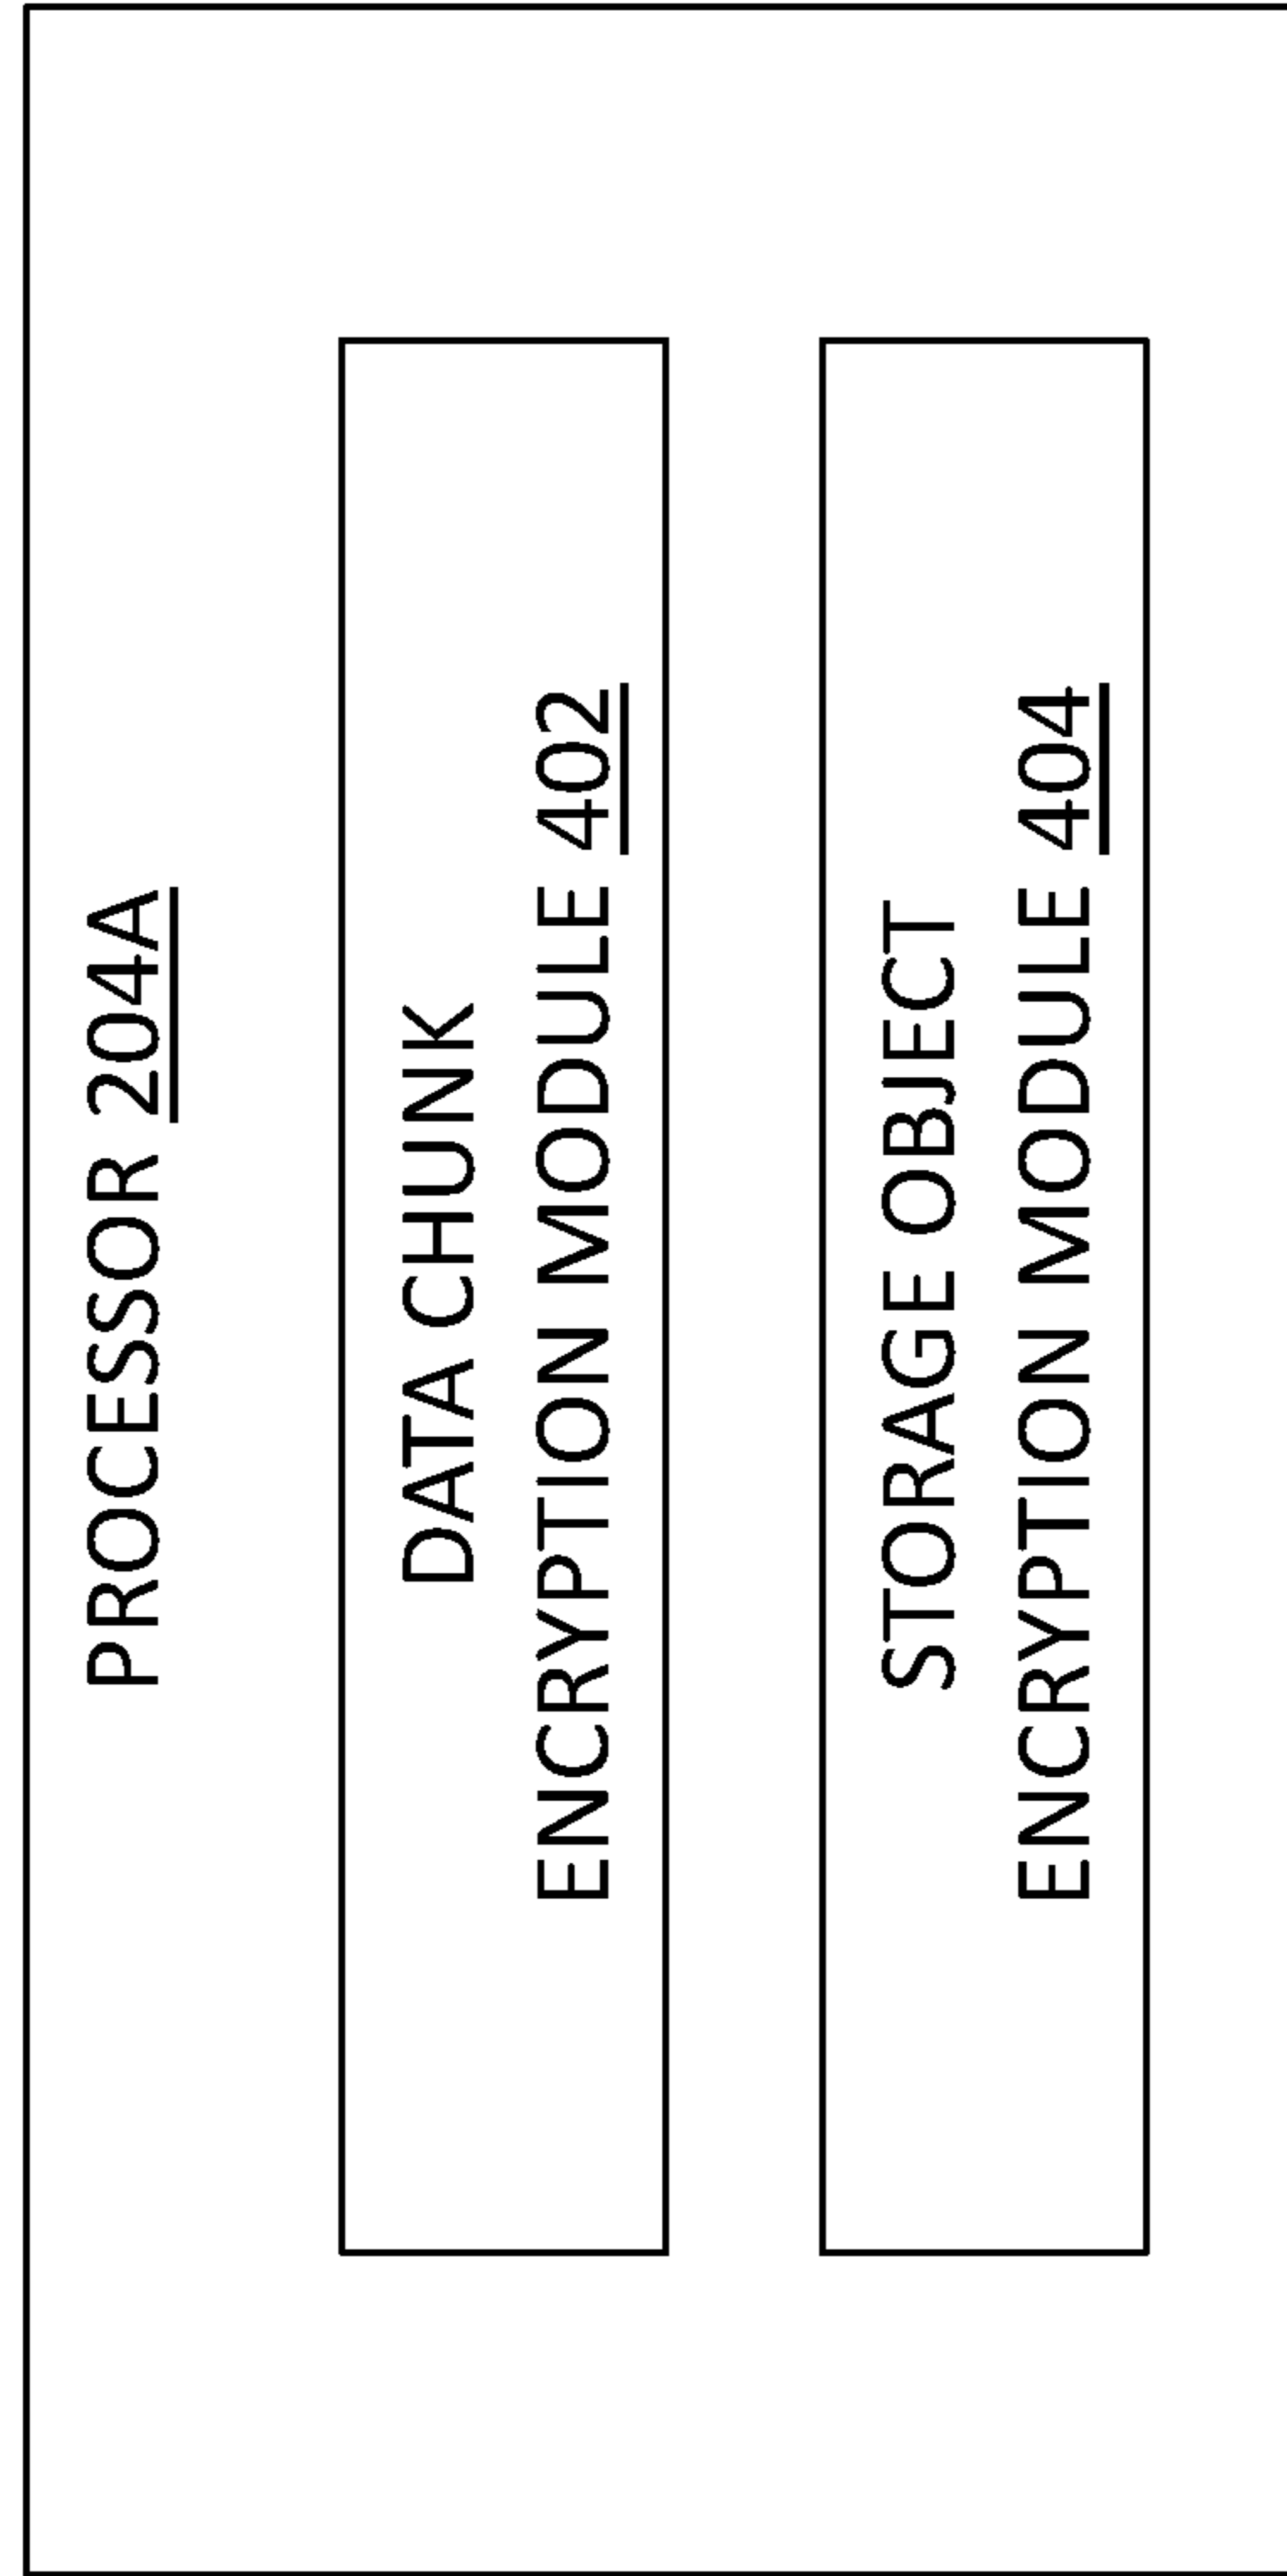 PROCESSOR 204A
DATA CHUNK
ENCRYPTION MODULE 402
STORAGE OBJECT
ENCRYPTION MODULE 404